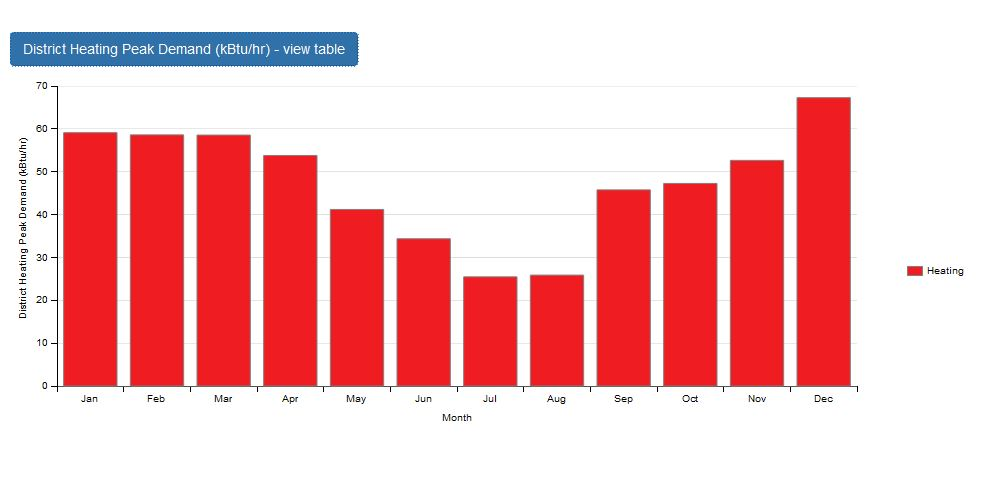 District Heating Peak Demand (kBtu/hr) - view table
District Heating Peak Demand (kBtu/hr)
70
60
50
40
30
20
10
0
Jan Feb Mar Apr May Jun Jul Aug Sep Oct Nov Dec
Month
Heating